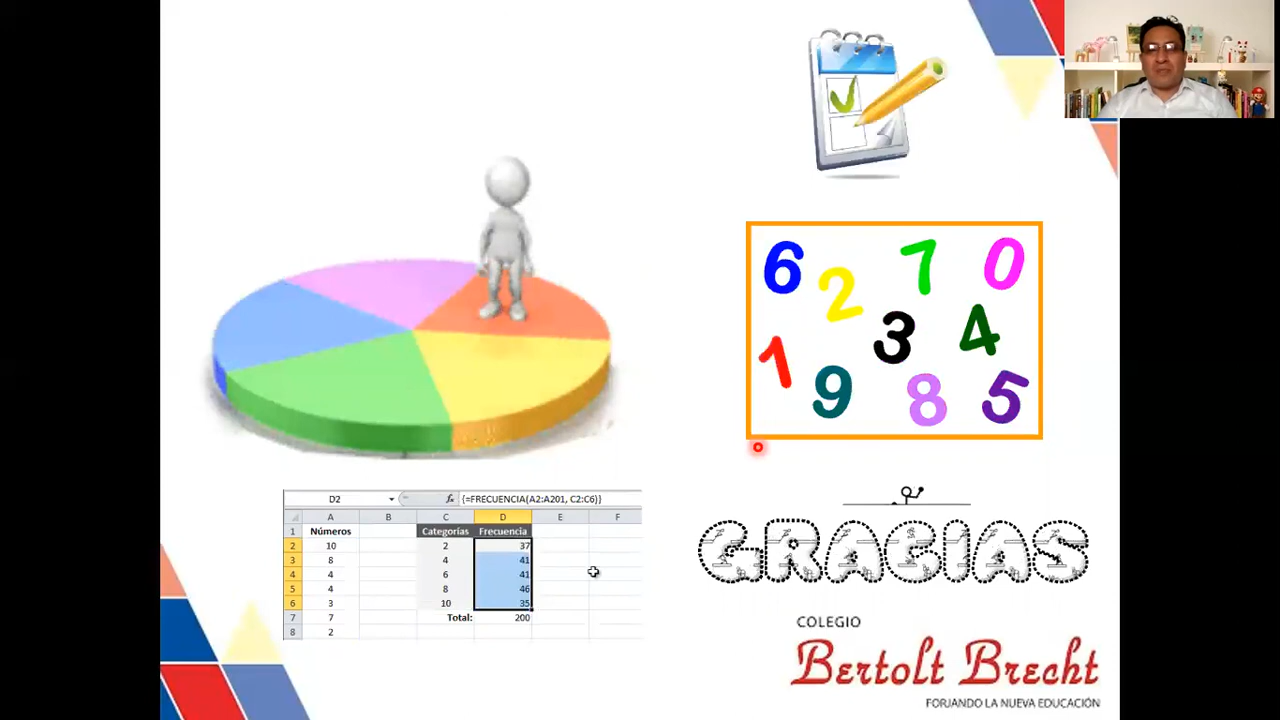 6 2 7 0
3 4
1 9 8 5
D2 fx {=FRECUENCIA(A2:A201, C2:C6)}
A B C D E F
1 Números Categorías Frecuencia
2 10 2 37
3 8 4 41
4 4 6 41
5 4 8 46
6 3 10 35
7 7 Total: 200
8 2
GRACIAS
COLEGIO
Bertolt Brecht
FORJANDO LA NUEVA EDUCACIÓN